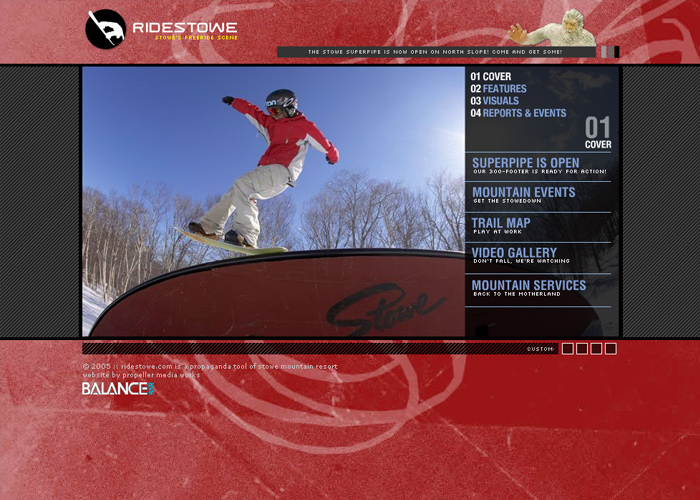 RIDESTOWE
STOWE'S FREERIDE SCENE
THE STOWE SUPERPIPE IS NOW OPEN ON NORTH SLOPE! COME AND GET SOME!
01 COVER
02 FEATURES
03 VISUALS
04 REPORTS & EVENTS
01
COVER
SUPERPIPE IS OPEN
OUR 300-FOOTER IS READY FOR ACTION!
MOUNTAIN EVENTS
GET THE STOWEDOWN
TRAIL MAP
PLAY AT WORK
VIDEO GALLERY
DON'T FALL, WE'RE WATCHING
MOUNTAIN SERVICES
BACK TO THE MOTHERLAND
Stowe
CUSTOM:
© 2005 :: ridestowe.com is a propaganda tool of stowe mountain resort
website by propeller media works
BALANCE